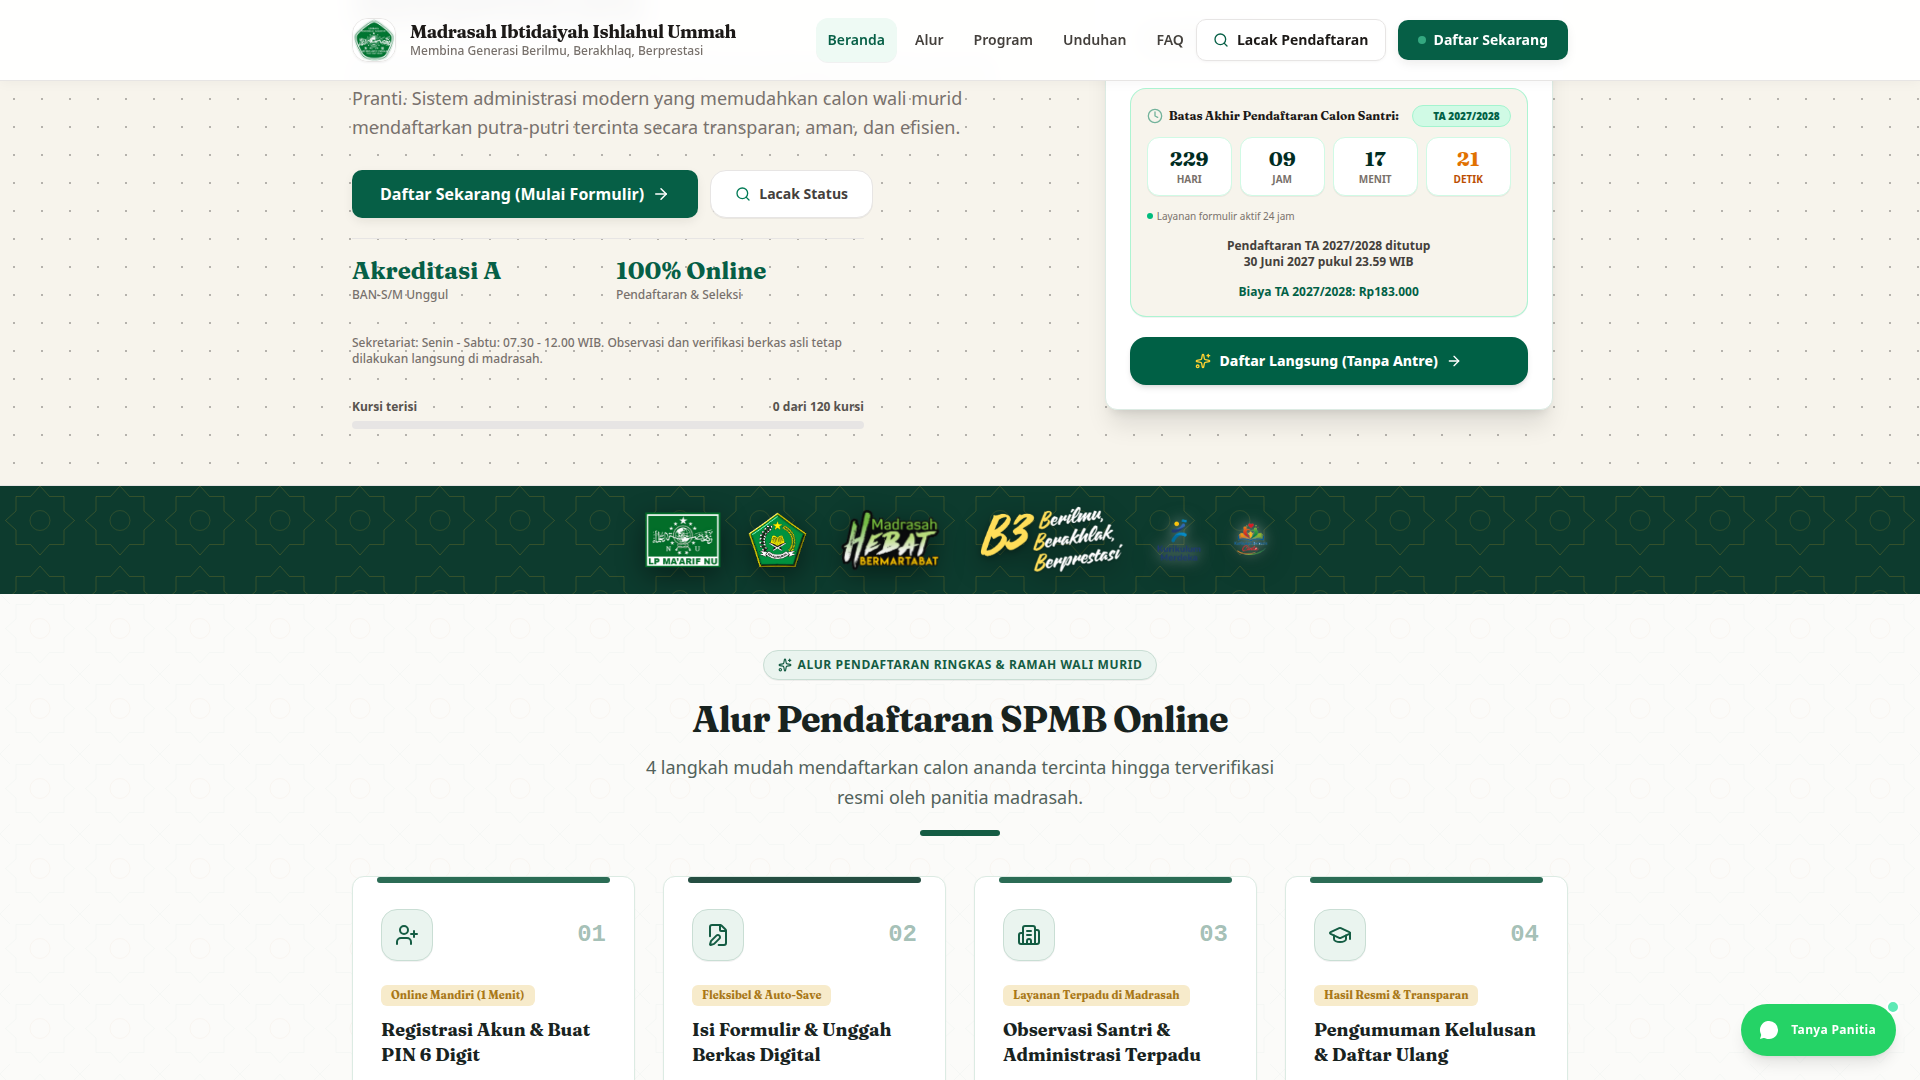 Madrasah Ibtidaiyah Ishlahul Ummah
Membina Generasi Berilmu, Berakhlaq, Berprestasi
Beranda
Alur
Program
Unduhan
FAQ
Lacak Pendaftaran
Daftar Sekarang
Pranti. Sistem administrasi modern yang memudahkan calon wali murid
mendaftarkan putra-putri tercinta secara transparan, aman, dan efisien.
Daftar Sekarang (Mulai Formulir)
Lacak Status
Akreditasi A
BAN-S/M Unggul
100% Online
Pendaftaran & Seleksi
Sekretariat: Senin - Sabtu: 07.30 - 12.00 WIB. Observasi dan verifikasi berkas asli tetap
dilakukan langsung di madrasah.
Kursi terisi
0 dari 120 kursi
Batas Akhir Pendaftaran Calon Santri:
TA 2027/2028
229
HARI
09
JAM
17
MENIT
21
DETIK
Layanan formulir aktif 24 jam
Pendaftaran TA 2027/2028 ditutup
30 Juni 2027 pukul 23.59 WIB
Biaya TA 2027/2028: Rp183.000
Daftar Langsung (Tanpa Antre)
N U
LP MA'ARIF NU
Madrasah
HEBAT
BERMARTABAT
B3
Berilmu,
Berakhlak,
Berprestasi
ALUR PENDAFTARAN RINGKAS & RAMAH WALI MURID
Alur Pendaftaran SPMB Online
4 langkah mudah mendaftarkan calon ananda tercinta hingga terverifikasi
resmi oleh panitia madrasah.
01
Online Mandiri (1 Menit)
Registrasi Akun & Buat
PIN 6 Digit
02
Fleksibel & Auto-Save
Isi Formulir & Unggah
Berkas Digital
03
Layanan Terpadu di Madrasah
Observasi Santri &
Administrasi Terpadu
04
Hasil Resmi & Transparan
Pengumuman Kelulusan
& Daftar Ulang
Tanya Panitia